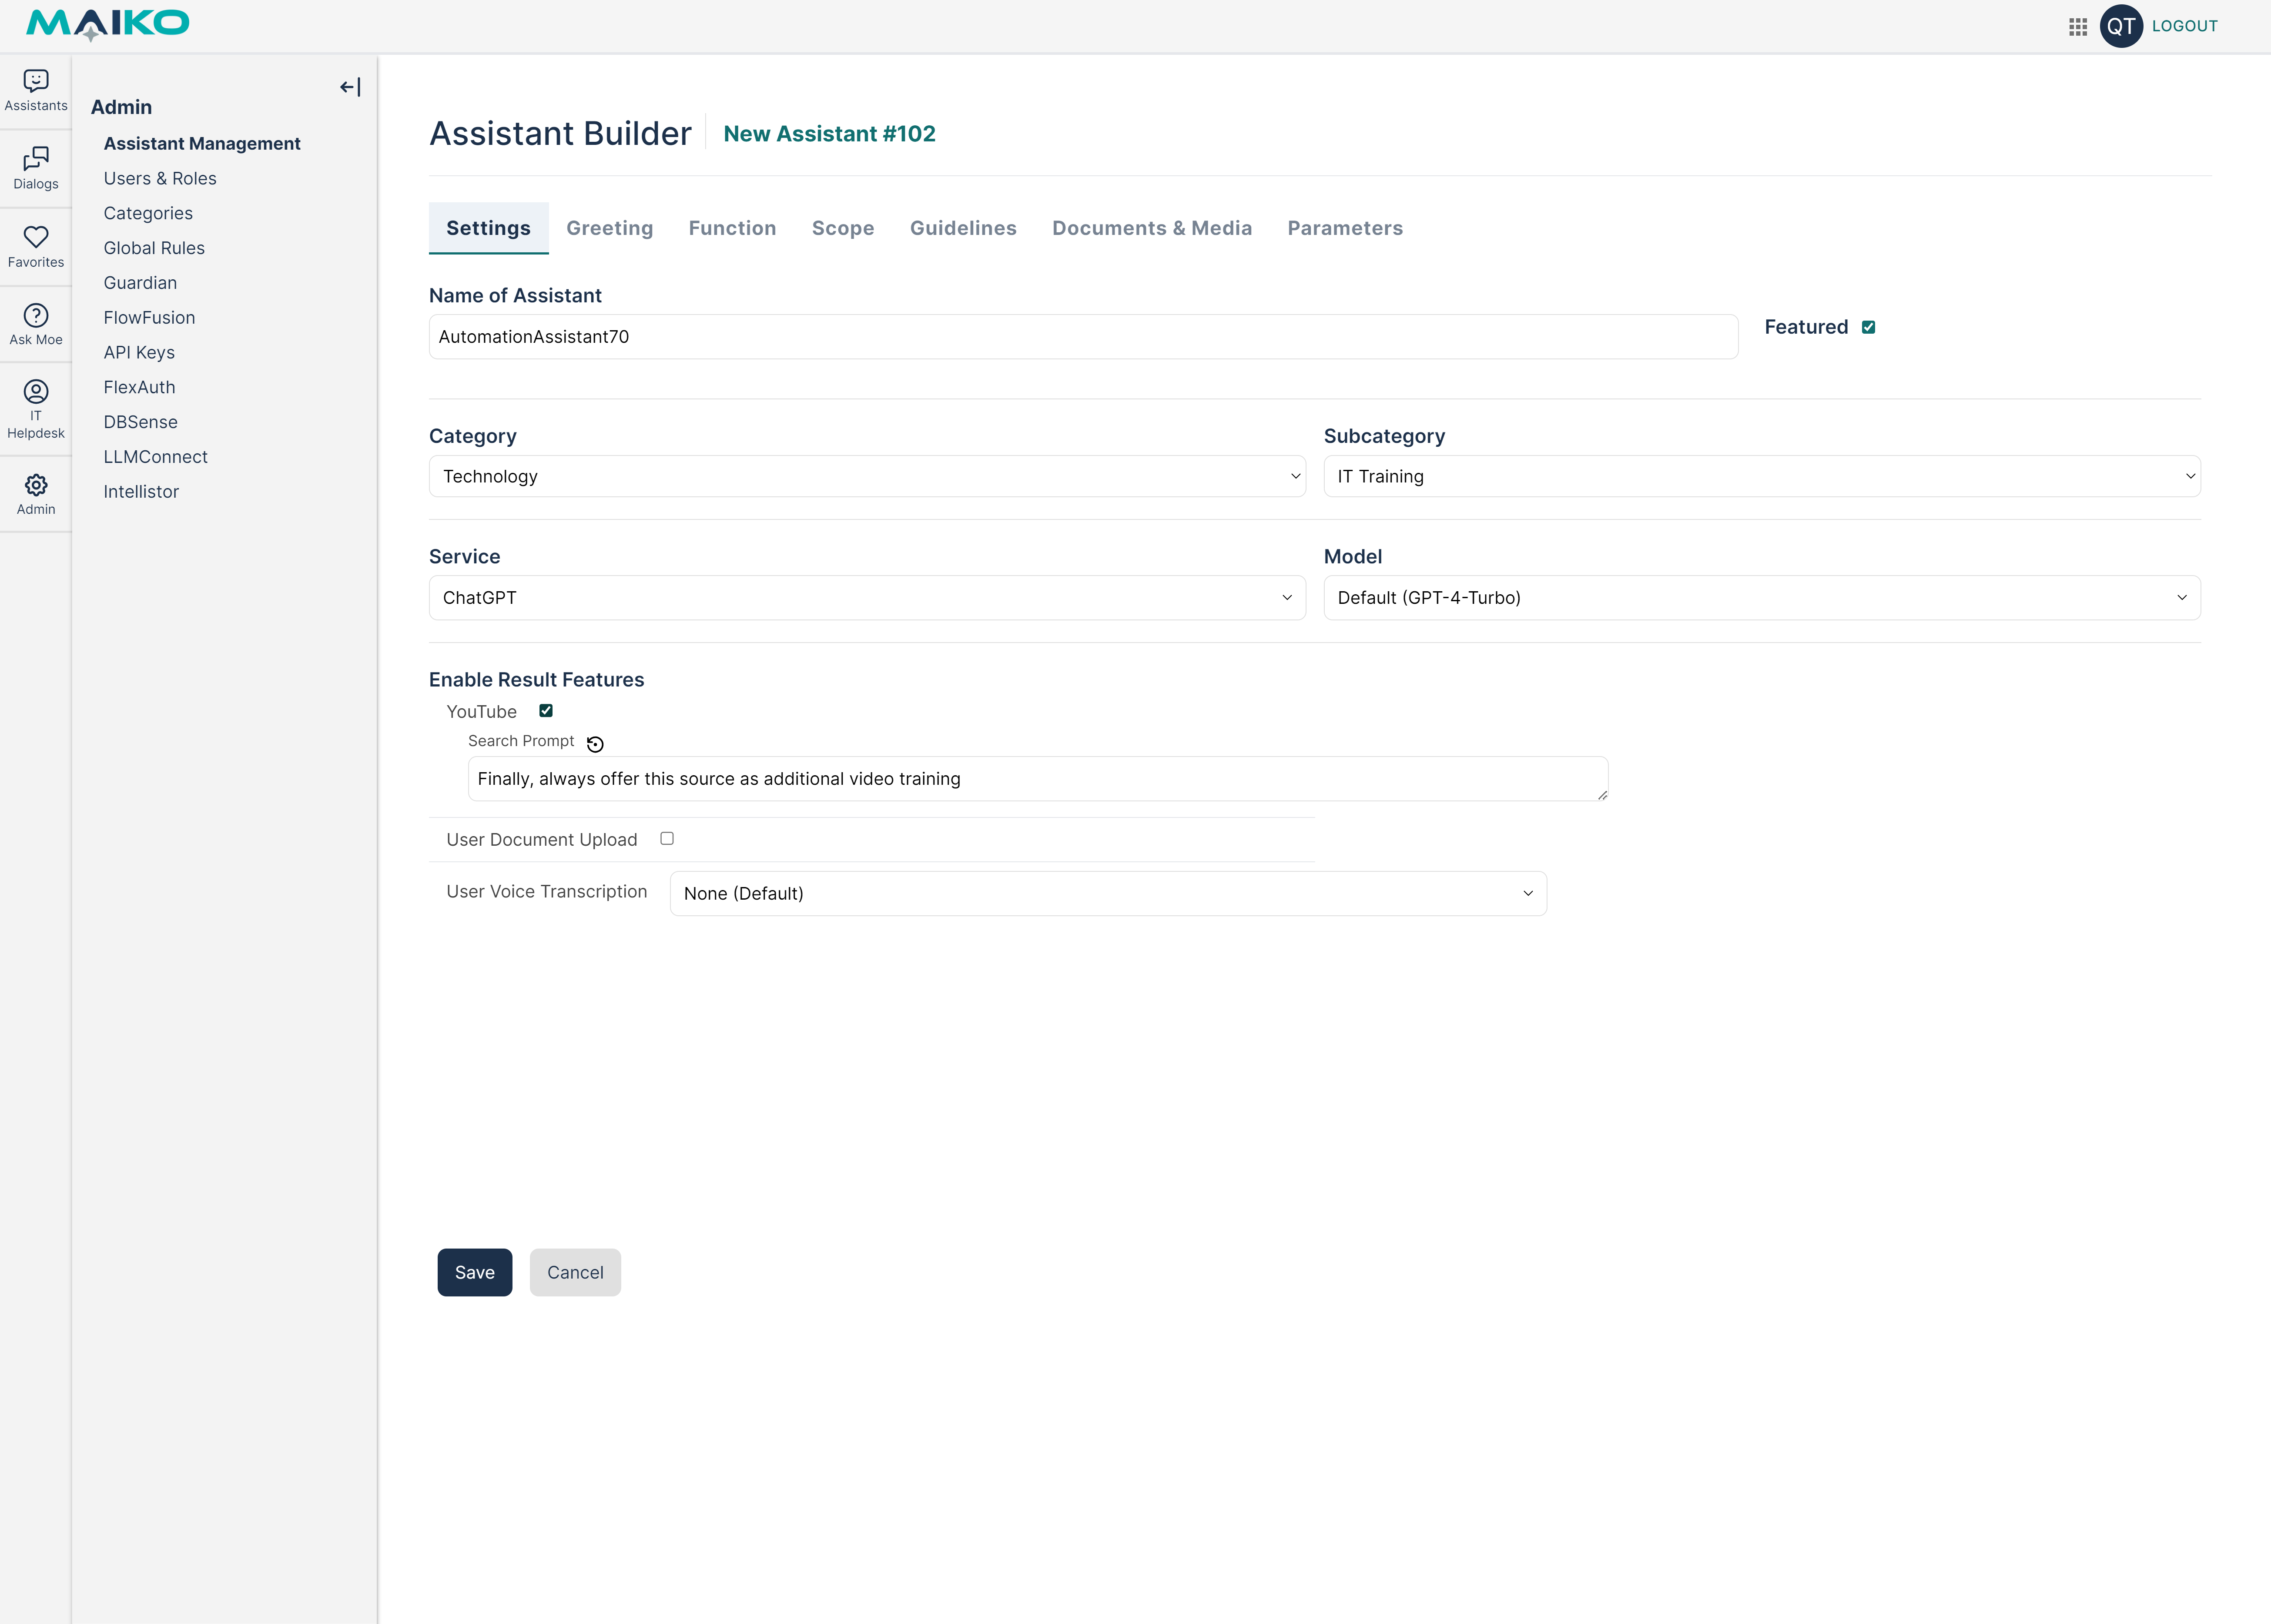 MAIKO
QT LOGOUT
Assistants
Dialogs
Favorites
Ask Moe
IT
Helpdesk
Admin
Admin
Assistant Management
Users & Roles
Categories
Global Rules
Guardian
FlowFusion
API Keys
FlexAuth
DBSense
LLMConnect
Intellistor
Assistant Builder New Assistant #102
Settings Greeting Function Scope Guidelines Documents & Media Parameters
Name of Assistant
AutomationAssistant70
Featured
Category Subcategory
Technology IT Training
Service Model
ChatGPT Default (GPT-4-Turbo)
Enable Result Features
YouTube
Search Prompt
Finally, always offer this source as additional video training
User Document Upload
User Voice Transcription None (Default)
Save Cancel